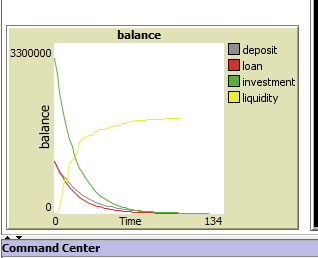 balance
3300000
balance
0
0 Time 134
deposit
loan
investment
liquidity
Command Center